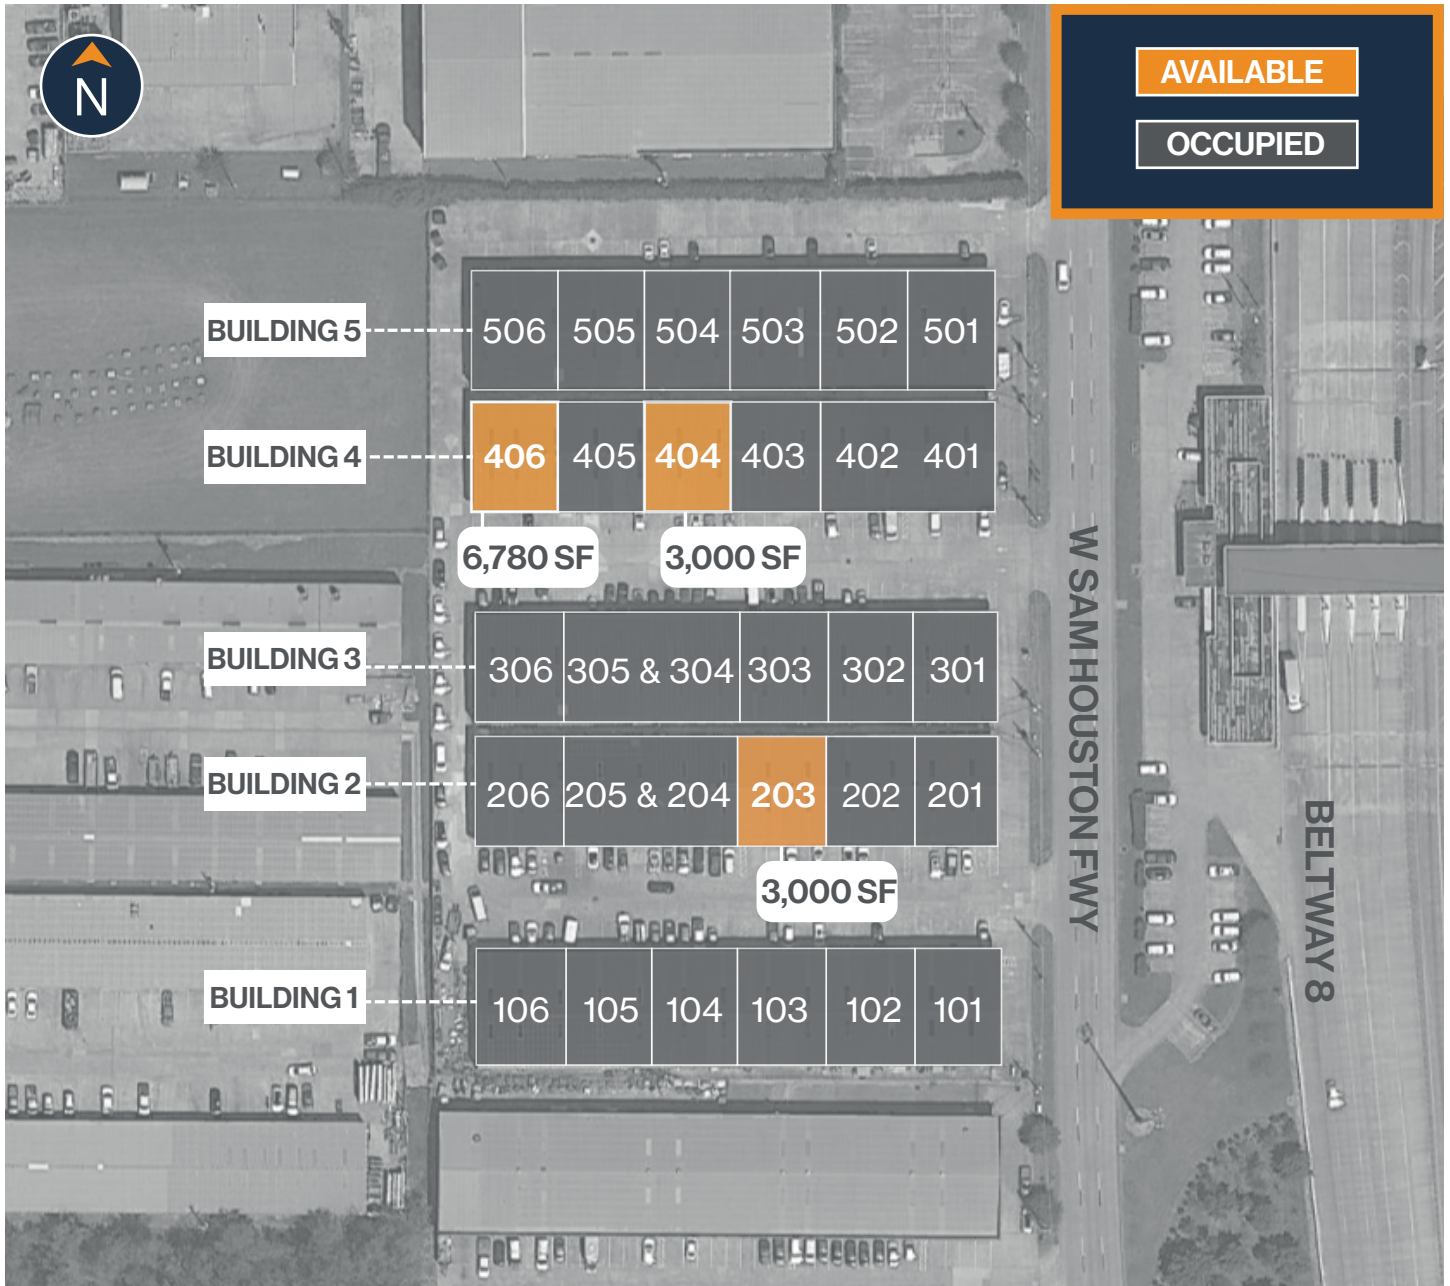 N
AVAILABLE
OCCUPIED
BUILDING 5
506 505 504 503 502 501
BUILDING 4
406 405 404 403 402 401
6,780 SF
3,000 SF
BUILDING 3
306 305 & 304 303 302 301
BUILDING 2
206 205 & 204 203 202 201
3,000 SF
BUILDING 1
106 105 104 103 102 101
W SAM HOUSTON FWY
BELTWAY 8